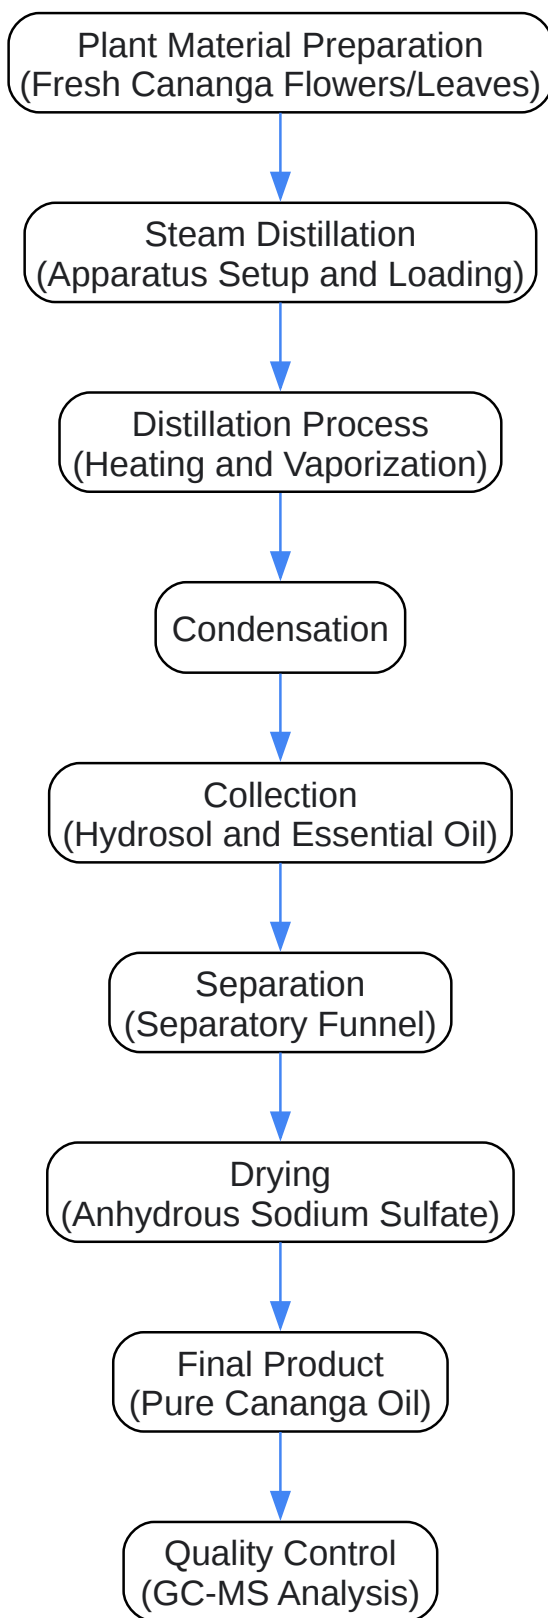 Plant Material Preparation
(Fresh Cananga Flowers/Leaves)
Steam Distillation
(Apparatus Setup and Loading)
Distillation Process
(Heating and Vaporization)
Condensation
Collection
(Hydrosol and Essential Oil)
Separation
(Separatory Funnel)
Drying
(Anhydrous Sodium Sulfate)
Final Product
(Pure Cananga Oil)
Quality Control
(GC-MS Analysis)